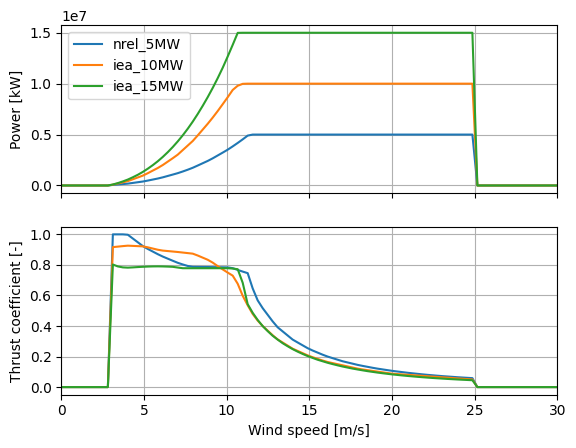 1e7
1.5
1.0
0.5
0.0
Power [kW]
nrel_5MW
iea_10MW
iea_15MW
1.0
0.8
0.6
0.4
0.2
0.0
Thrust coefficient [-]
0 5 10 15 20 25 30
Wind speed [m/s]